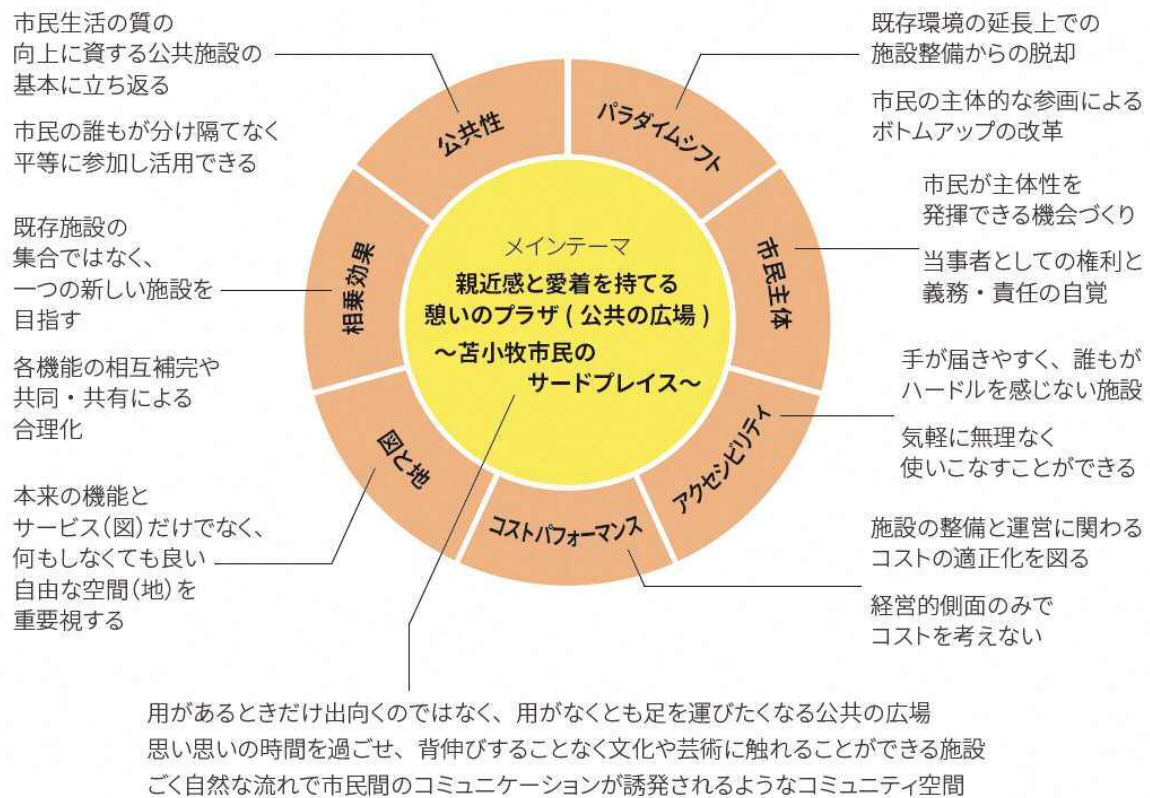 市民生活の質の
向上に資する公共施設の
基本に立ち返る
市民の誰もが分け隔てなく
平等に参加し活用できる
公共性
既存環境の延長上での
施設整備からの脱却
市民の主体的な参画による
ボトムアップの改革
パラダイムシフト
市民が主体性を
発揮できる機会づくり
当事者としての権利と
義務・責任の自覚
市民主体
既存施設の
集合ではなく、
一つの新しい施設を
目指す
各機能の相互補完や
共同・共有による
合理化
相乗効果
メインテーマ
親近感と愛着を持てる
憩いのプラザ(公共の広場)
～苫小牧市民の
サードプレイス～
手が届きやすく、誰もが
ハードルを感じない施設
気軽に無理なく
使いこなすことができる
アクセシビリティ
本来の機能と
サービス(図)だけでなく、
何もしなくても良い
自由な空間(地)を
重要視する
図と地
コストパフォーマンス
施設の整備と運営に関わる
コストの適正化を図る
経営的側面のみで
コストを考えない
用があるときだけ出向くのではなく、用がなくとも足を運びたくなる公共の広場
思い思いの時間を過ごせ、背伸びすることなく文化や芸術に触れることができる施設
ごく自然な流れで市民間のコミュニケーションが誘発されるようなコミュニティ空間